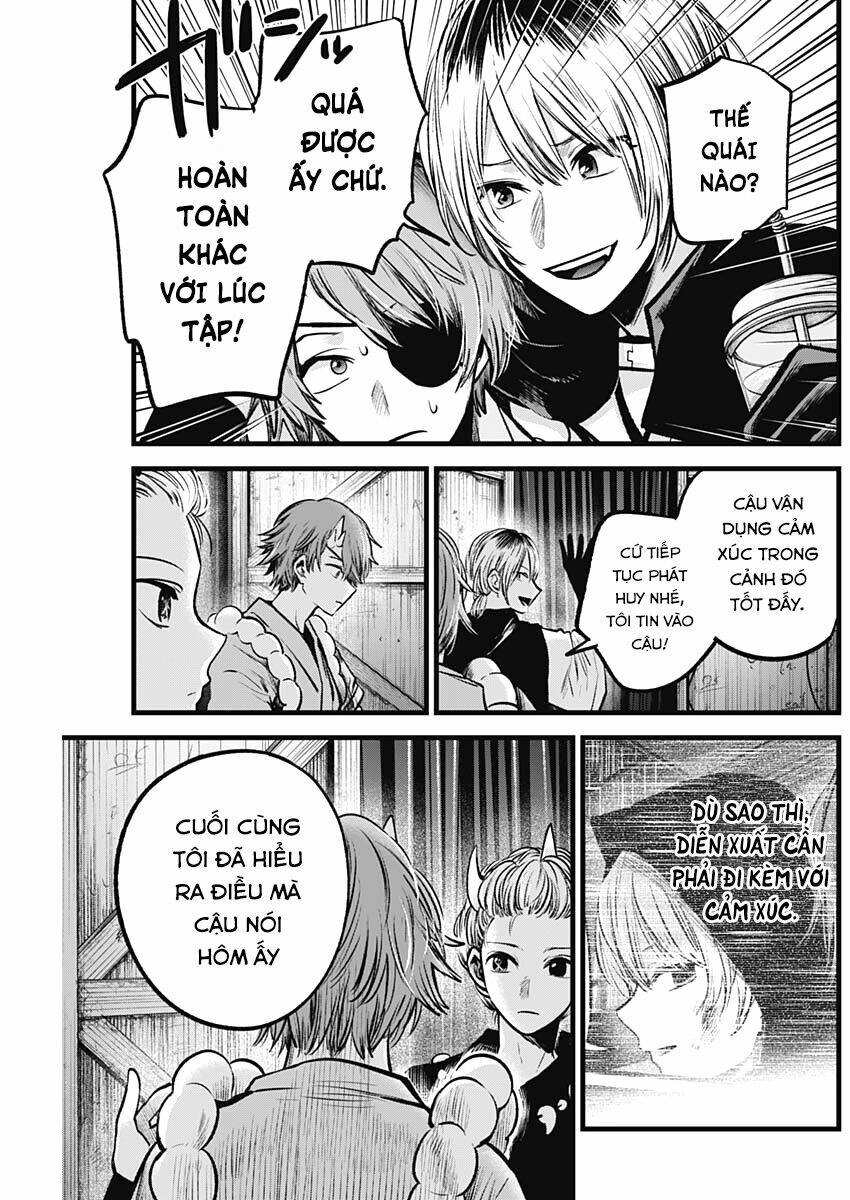 THẾ
QUÁI
NÀO?
QUÁ
ĐƯỢC
ẤY CHỨ.
HOÀN
TOÀN
KHÁC
VỚI LÚC
TẬP!
ガシッ
CẬU VẬN
DỤNG CẢM
XÚC TRONG
CẢNH ĐÓ
TỐT ĐẤY.
CỨ TIẾP
TỤC PHÁT
HUY NHÉ,
TÔI TIN VÀO
CẬU!
DÙ SAO THÌ,
DIỄN XUẤT CẦN
PHẢI ĐI KÈM VỚI
CẢM XÚC.
CUỐI CÙNG
TÔI ĐÃ HIỂU
RA ĐIỀU MÀ
CẬU NÓI
HÔM ẤY